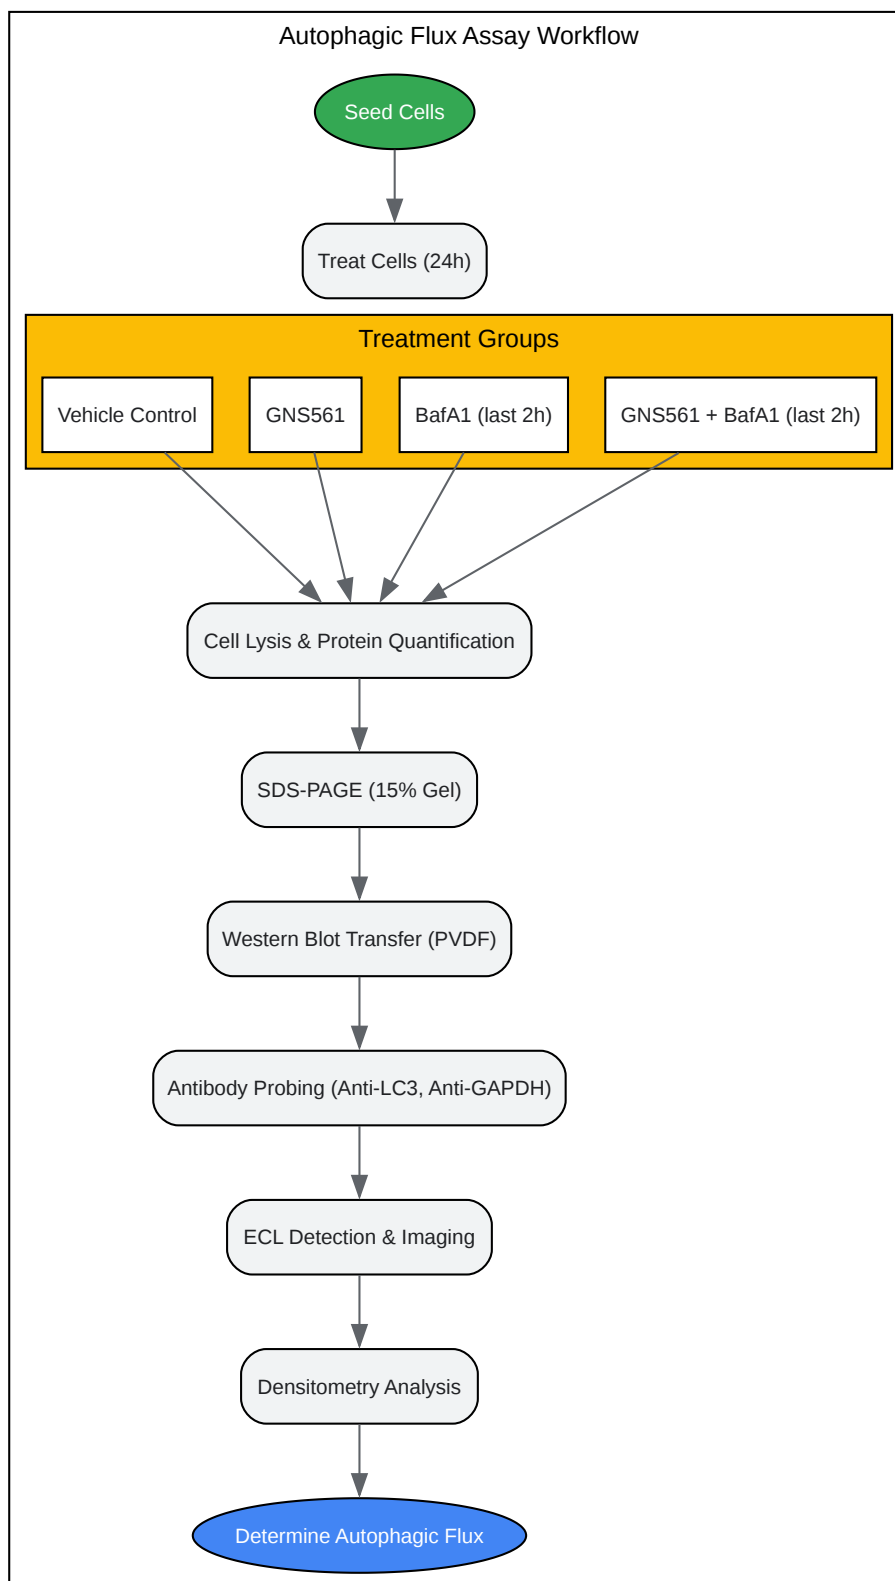 Autophagic Flux Assay Workflow
Seed Cells
Treat Cells (24h)
Treatment Groups
Vehicle Control
GNS561
BafA1 (last 2h)
GNS561 + BafA1 (last 2h)
Cell Lysis & Protein Quantification
SDS-PAGE (15% Gel)
Western Blot Transfer (PVDF)
Antibody Probing (Anti-LC3, Anti-GAPDH)
ECL Detection & Imaging
Densitometry Analysis
Determine Autophagic Flux